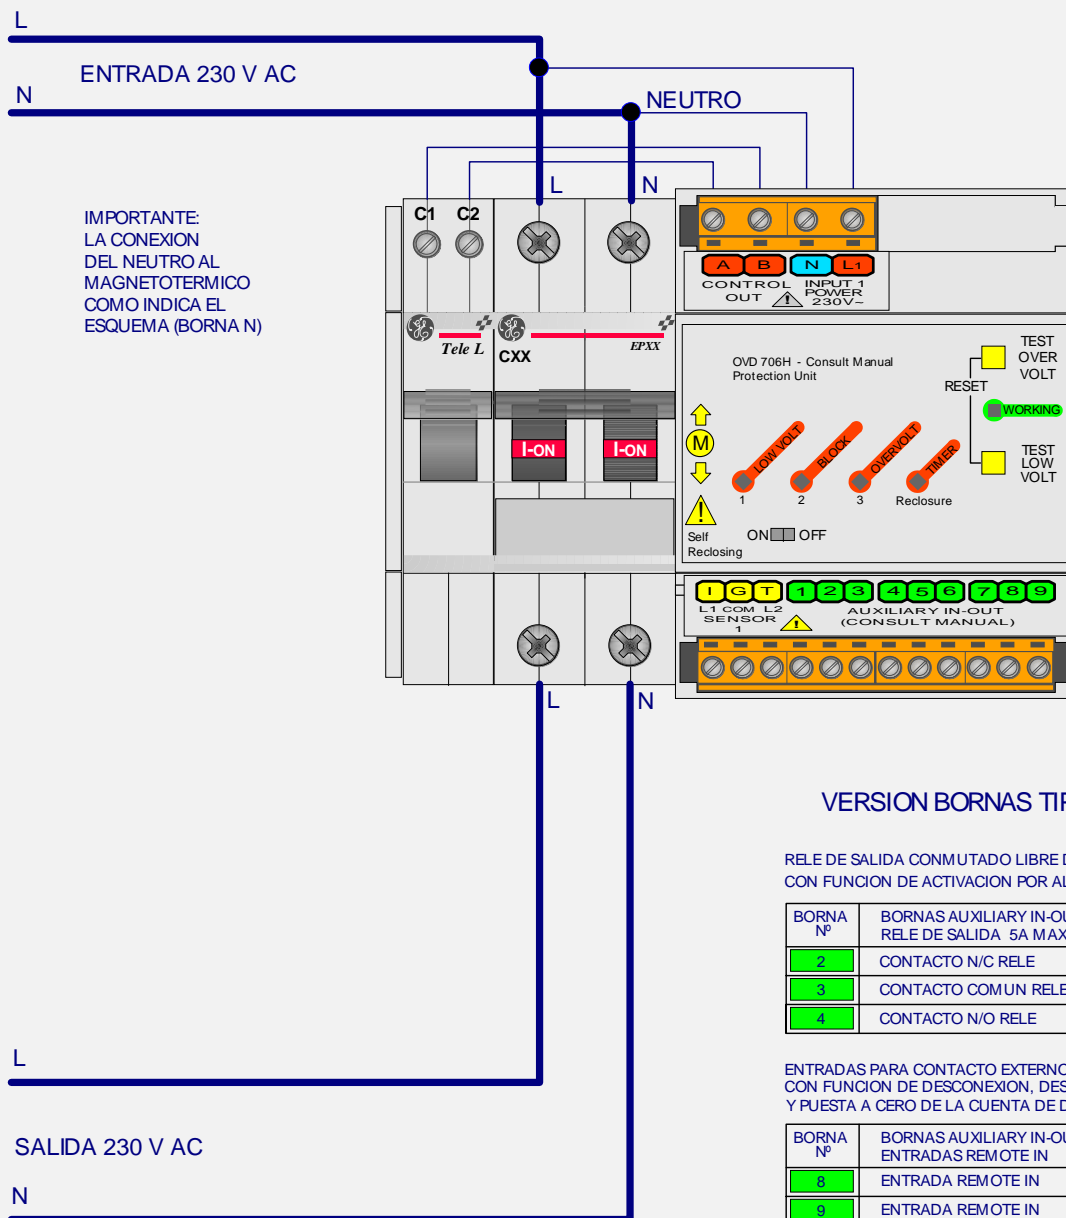 L
ENTRADA 230 V AC
N
NEUTRO
L
N
IMPORTANTE:
LA CONEXION
DEL NEUTRO AL
MAGNETOTERMICO
COMO INDICA EL
ESQUEMA (BORNA N)
C1 C2
A B N L1
CONTROL
OUT
INPUT 1
POWER
230V~
Tele L
CXX
EPXX
OVD 706H - Consult Manual
Protection Unit
TEST
OVER
VOLT
RESET
WORKING
TEST
LOW
VOLT
M
LOW VOLT
BLOCK
OVERVOLT
TIMER
1
2
3
Reclosure
I-ON
I-ON
!
Self
Reclosing
ON OFF
I G T 1 2 3 4 5 6 7 8 9
L1 COM L2
SENSOR
1
AUXILIARY IN-OUT
(CONSULT MANUAL)
L
N
VERSION BORNAS TIP
RELE DE SALIDA CONMUTADO LIBRE D
CON FUNCION DE ACTIVACION POR AL
BORNA
Nº
BORNAS AUXILIARY IN-OU
RELE DE SALIDA 5A MAX
2 CONTACTO N/C RELE
3 CONTACTO COMUN RELE
4 CONTACTO N/O RELE
ENTRADAS PARA CONTACTO EXTERNO
CON FUNCION DE DESCONEXION, DES
Y PUESTA A CERO DE LA CUENTA DE D
BORNA
Nº
BORNAS AUXILIARY IN-OU
ENTRADAS REMOTE IN
8 ENTRADA REMOTE IN
9 ENTRADA REMOTE IN
L
SALIDA 230 V AC
N